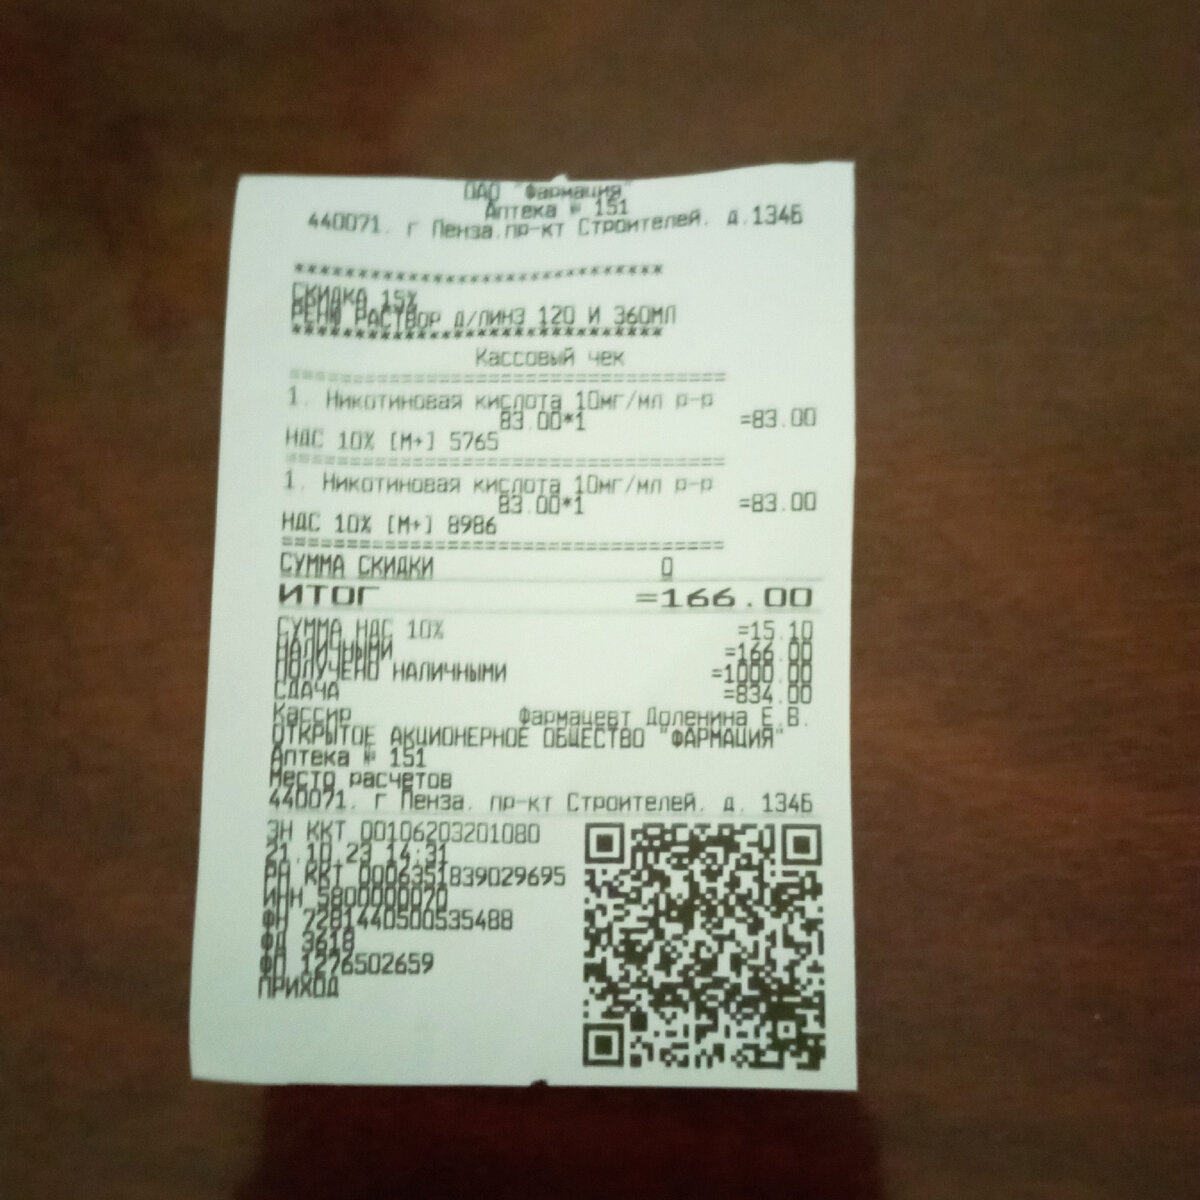 ОАО "Фармация"
Аптека № 151
440071, г Пенза,пр-кт Строителей, д.134Б
*****************************
СКИДКА 15%
РЕНЮ РАСТВОР Д/ЛИНЗ 120 И 360МЛ
*****************************
Кассовый чек
==================================
1. Никотиновая кислота 10мг/мл р-р
83.00*1 =83.00
НДС 10% [М+] 5765
==================================
1. Никотиновая кислота 10мг/мл р-р
83.00*1 =83.00
НДС 10% [М+] 8986
==================================
СУММА СКИДКИ 0
ИТОГ =166.00
СУММА НДС 10% =15.10
НАЛИЧНЫМИ =166.00
ПОЛУЧЕНО НАЛИЧНЫМИ =1000.00
СДАЧА =834.00
Кассир Фармацевт Доленина Е.В.
ОТКРЫТОЕ АКЦИОНЕРНОЕ ОБЩЕСТВО "ФАРМАЦИЯ"
Аптека № 151
Место расчетов
440071, г Пенза, пр-кт Строителей, д. 134Б
ЗН ККТ 00106203201080
21.10.23 14:31
РН ККТ 0006351839029695
ИНН 5800000070
ФН 7281440500535488
ФД 3618
ФП 1276502659
ПРИХОД